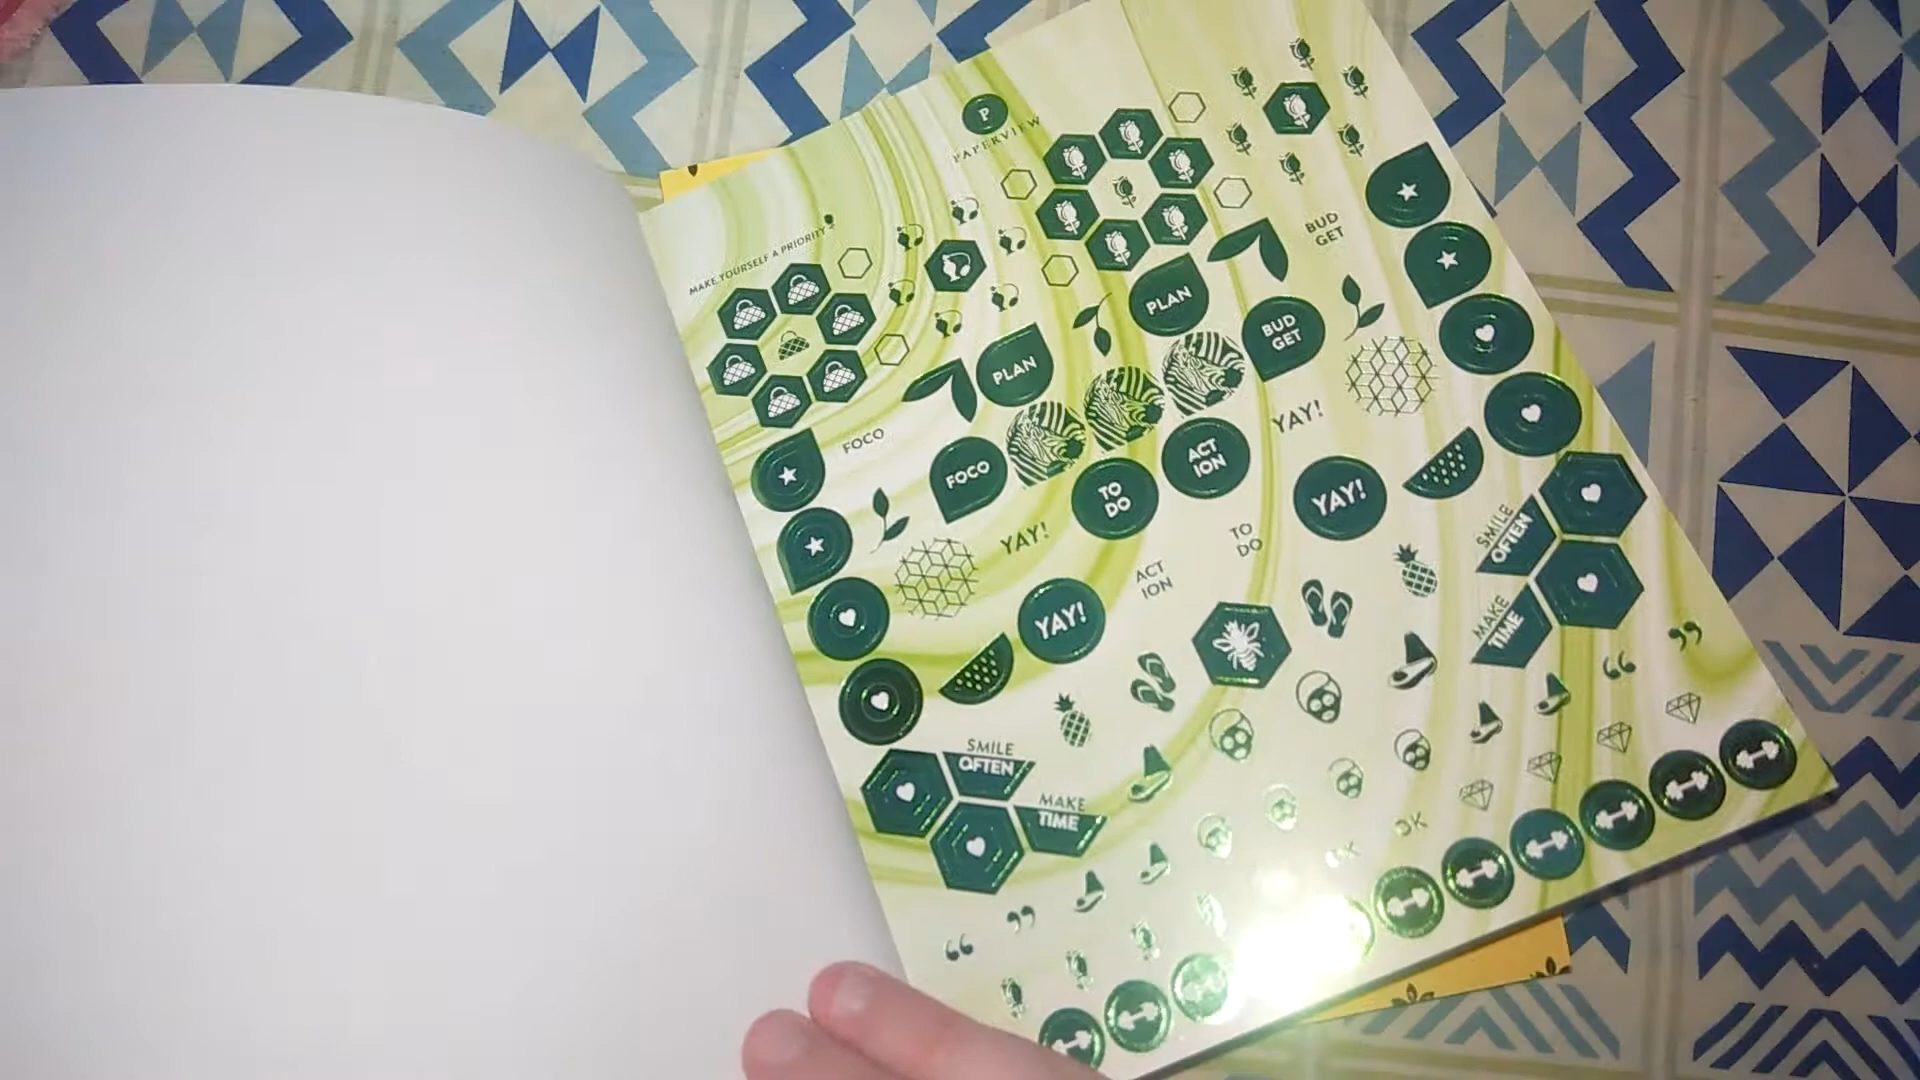 P
PAPERVIEW
MAKE YOURSELF A PRIORITY
BUD
GET
PLAN
BUD
GET
PLAN
FOCO
FOCO
ACT
ION
YAY!
TO
DO
YAY!
YAY!
TO
DO
ACT
ION
YAY!
SMILE
OFTEN
MAKE
TIME
SMILE
OFTEN
MAKE
TIME
“ ”
OK
OK
” “